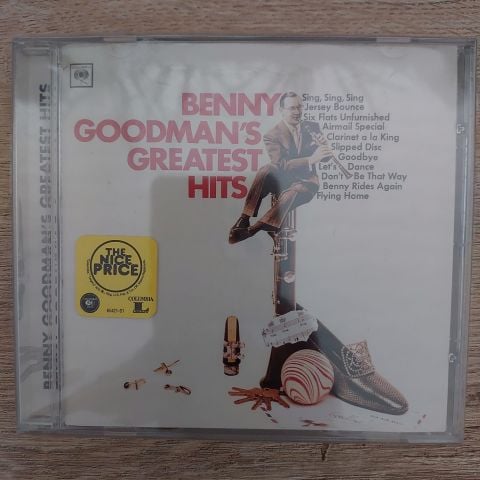 BENNY GOODMAN'S GREATEST HITS
BENNY
GOODMAN'S
GREATEST
HITS
Sing, Sing, Sing
Jersey Bounce
Six Flats Unfurnished
Airmail Special
Clarinet a la King
Slipped Disc
Goodbye
Let's Dance
Don't Be That Way
Benny Rides Again
Flying Home
THE
NICE
PRICE
COLUMBIA